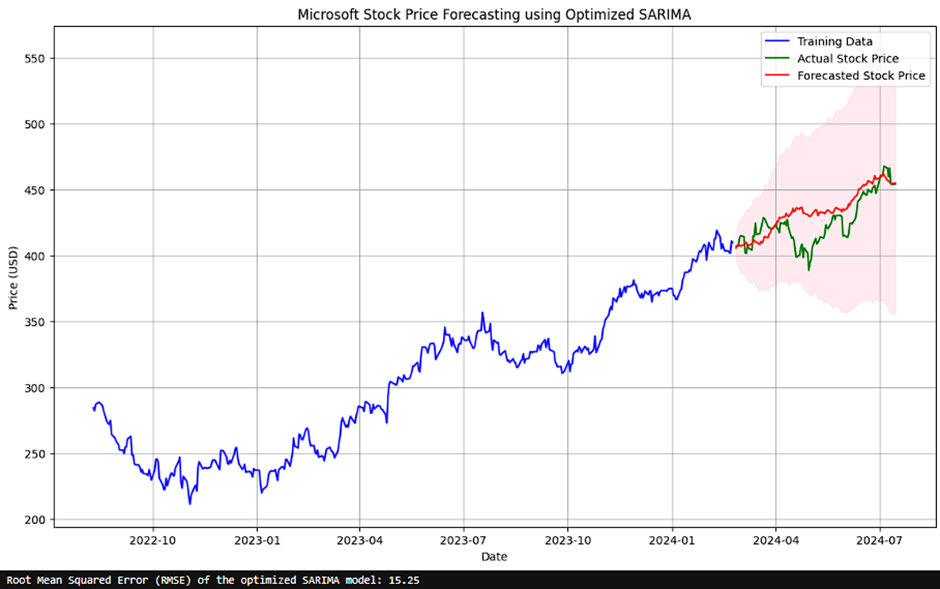 Microsoft Stock Price Forecasting using Optimized SARIMA
Training Data
Actual Stock Price
Forecasted Stock Price
550
500
450
400
350
300
250
200
Price (USD)
2022-10 2023-01 2023-04 2023-07 2023-10 2024-01 2024-04 2024-07
Date
Root Mean Squared Error (RMSE) of the optimized SARIMA model: 15.25